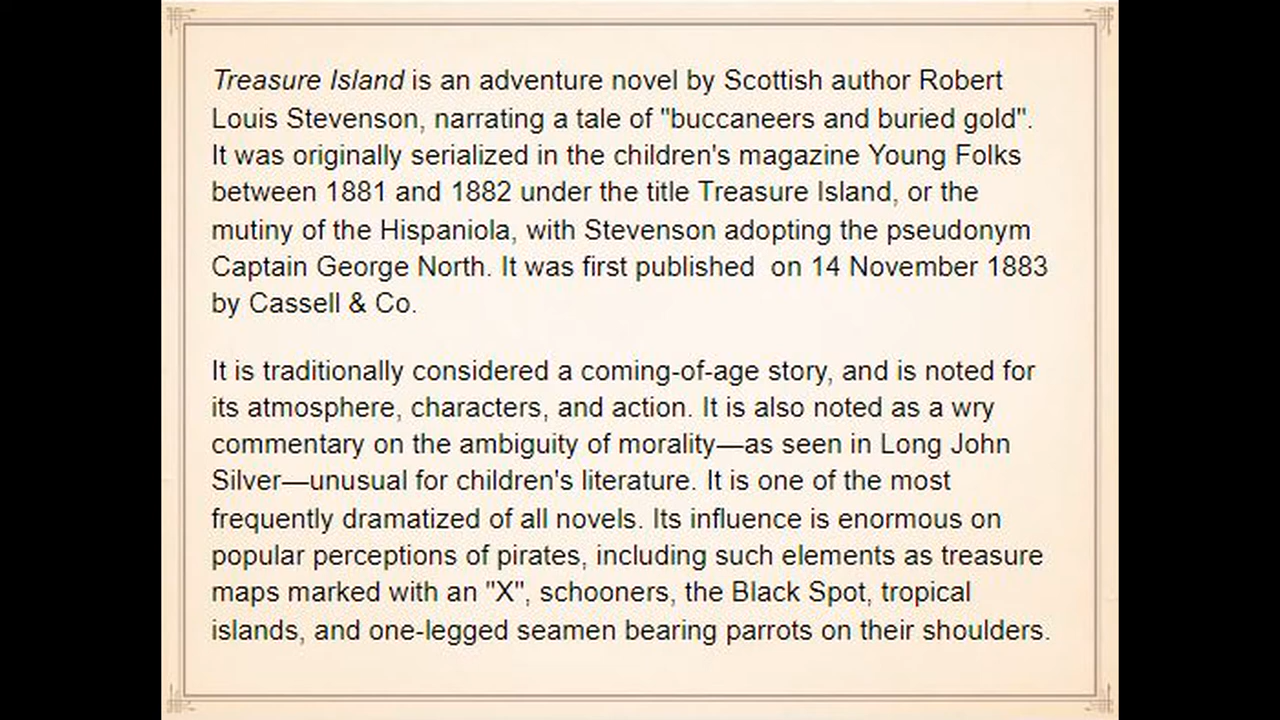 Treasure Island is an adventure novel by Scottish author Robert
Louis Stevenson, narrating a tale of "buccaneers and buried gold".
It was originally serialized in the children's magazine Young Folks
between 1881 and 1882 under the title Treasure Island, or the
mutiny of the Hispaniola, with Stevenson adopting the pseudonym
Captain George North. It was first published  on 14 November 1883
by Cassell & Co.
It is traditionally considered a coming-of-age story, and is noted for
its atmosphere, characters, and action. It is also noted as a wry
commentary on the ambiguity of morality—as seen in Long John
Silver—unusual for children's literature. It is one of the most
frequently dramatized of all novels. Its influence is enormous on
popular perceptions of pirates, including such elements as treasure
maps marked with an "X", schooners, the Black Spot, tropical
islands, and one-legged seamen bearing parrots on their shoulders.